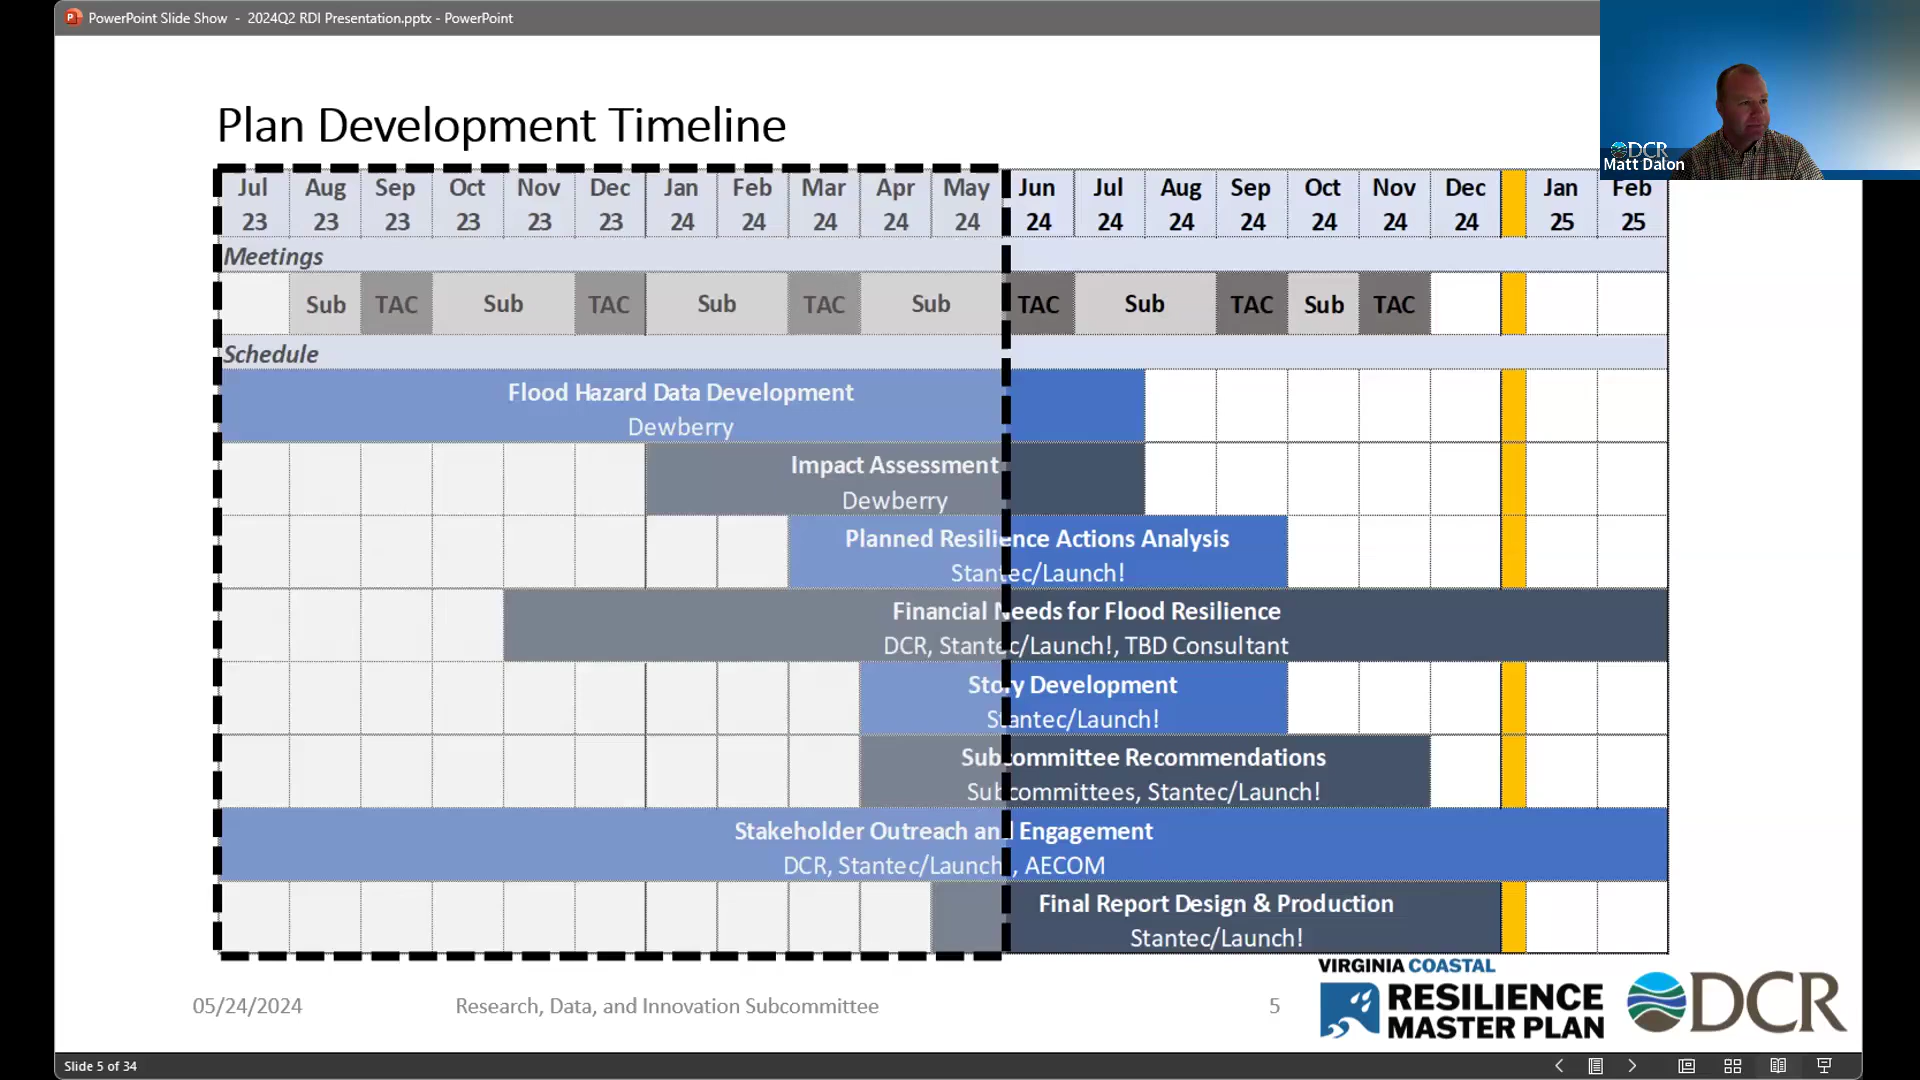 PowerPoint Slide Show - 2024Q2 RDI Presentation.pptx - PowerPoint
DCR
Matt Dalon
Plan Development Timeline
Jul Aug Sep Oct Nov Dec Jan Feb Mar Apr May Jun Jul Aug Sep Oct Nov Dec Jan Feb
23 23 23 23 23 23 24 24 24 24 24 24 24 24 24 24 24 24 25 25
Meetings
Sub TAC Sub TAC Sub TAC Sub TAC Sub TAC Sub TAC
Schedule
Flood Hazard Data Development
Dewberry
Impact Assessment
Dewberry
Planned Resilience Actions Analysis
Stantec/Launch!
Financial Needs for Flood Resilience
DCR, Stantec/Launch!, TBD Consultant
Story Development
Stantec/Launch!
Subcommittee Recommendations
Subcommittees, Stantec/Launch!
Stakeholder Outreach and Engagement
DCR, Stantec/Launch!, AECOM
Final Report Design & Production
Stantec/Launch!
05/24/2024 Research, Data, and Innovation Subcommittee 5
VIRGINIA COASTAL
RESILIENCE
MASTER PLAN
DCR
Slide 5 of 34